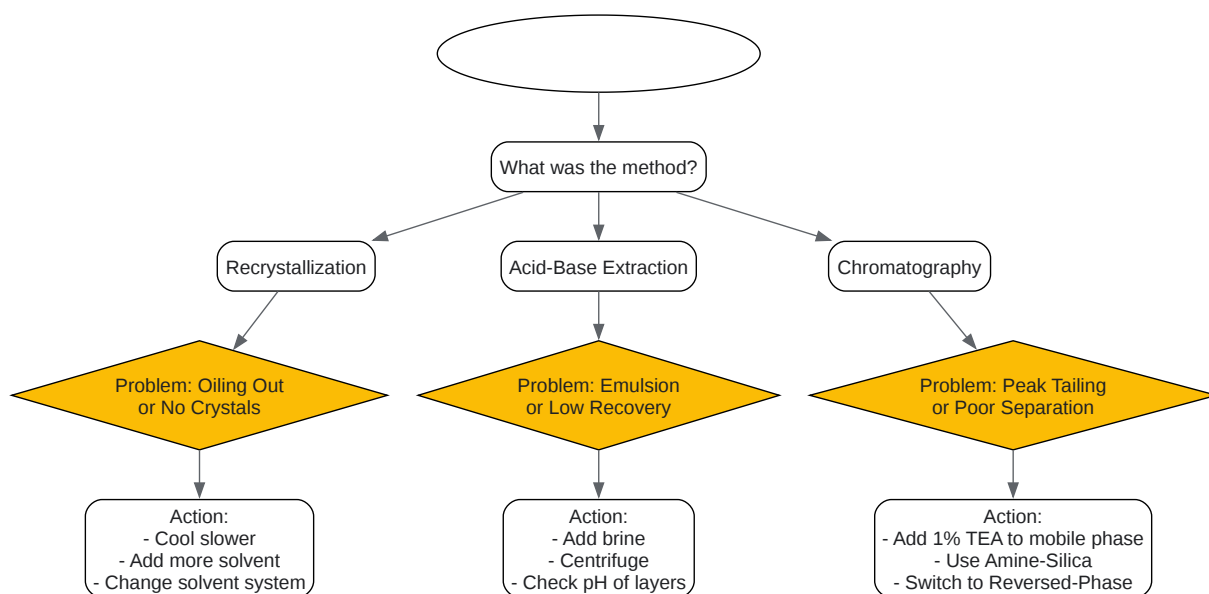 What was the method?
Recrystallization
Acid-Base Extraction
Chromatography
Problem: Oiling Out
or No Crystals
Problem: Emulsion
or Low Recovery
Problem: Peak Tailing
or Poor Separation
Action:
- Cool slower
- Add more solvent
- Change solvent system
Action:
- Add brine
- Centrifuge
- Check pH of layers
Action:
- Add 1% TEA to mobile phase
- Use Amine-Silica
- Switch to Reversed-Phase